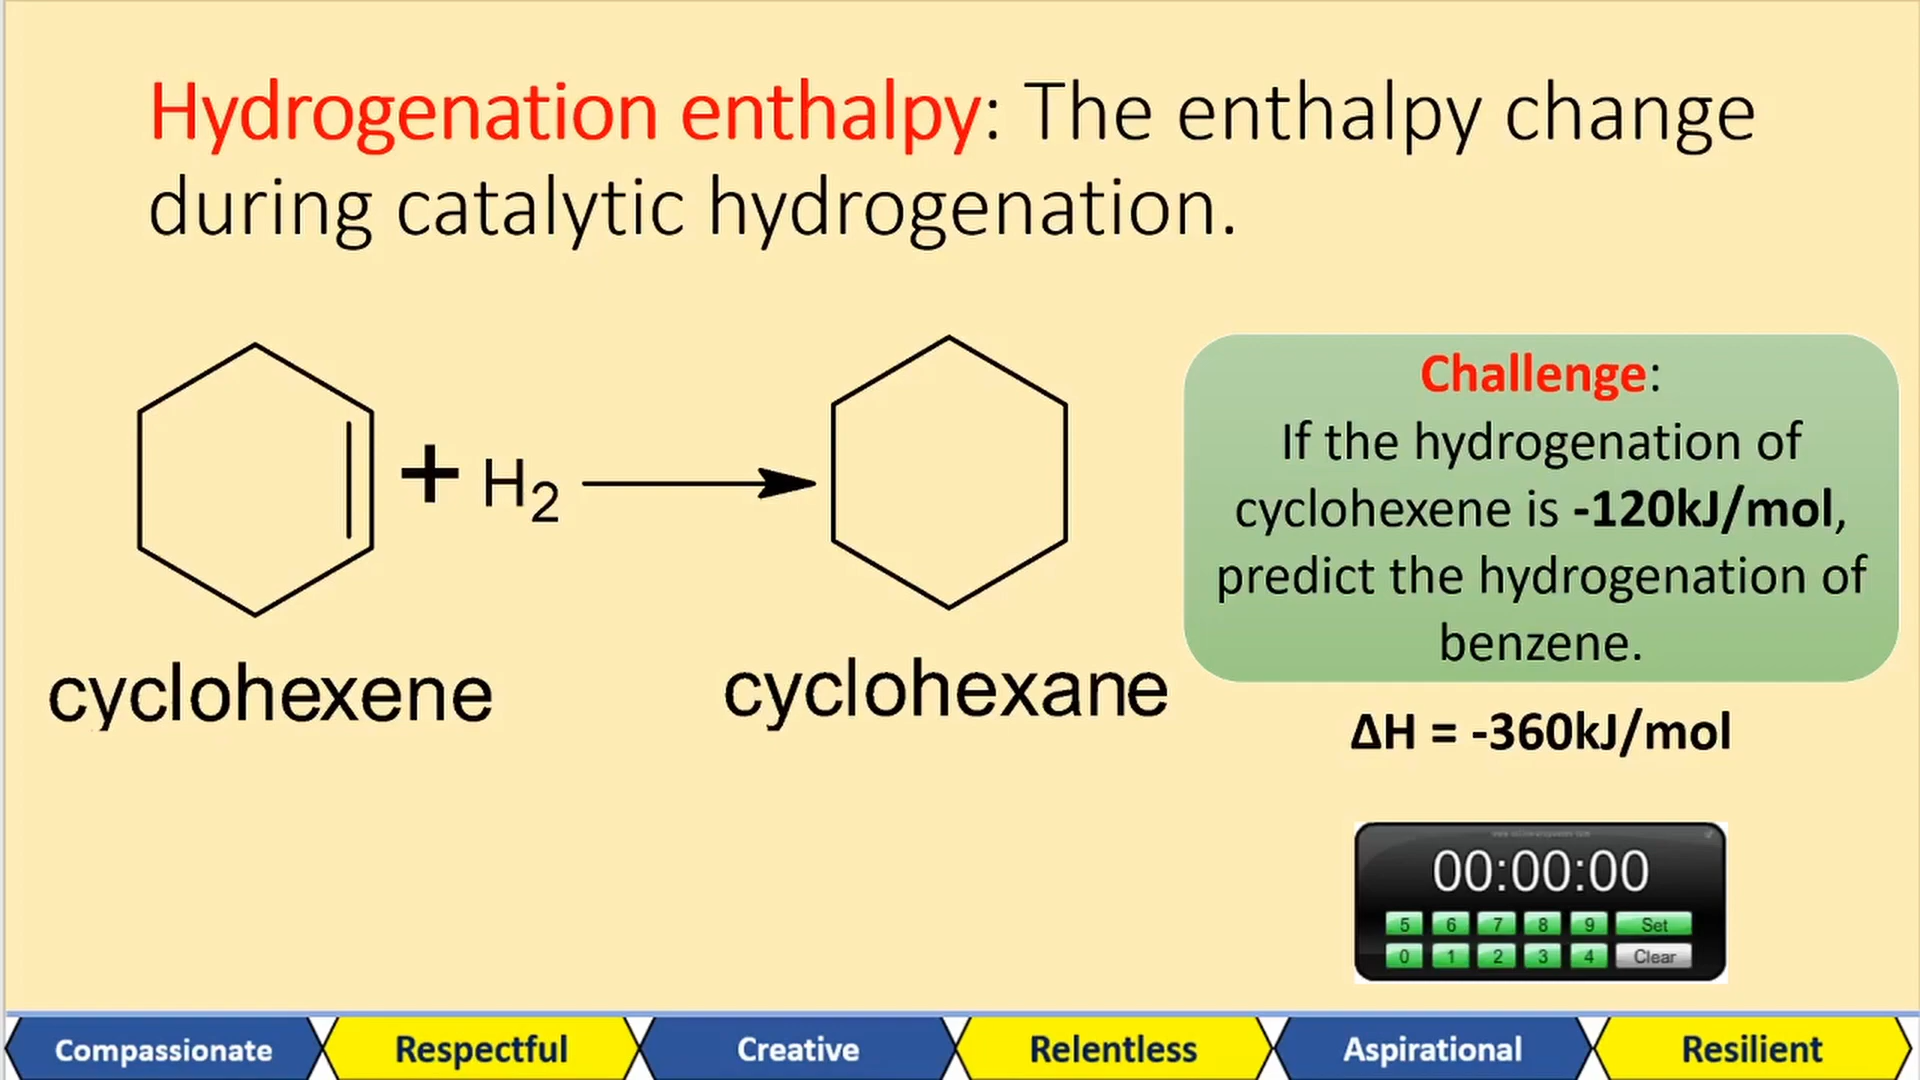 Hydrogenation enthalpy: The enthalpy change
during catalytic hydrogenation.
+ H2
cyclohexene
cyclohexane
Challenge:
If the hydrogenation of
cyclohexene is -120kJ/mol,
predict the hydrogenation of
benzene.
ΔH = -360kJ/mol
00:00:00
5 6 7 8 9 Set
0 1 2 3 4 Clear
Compassionate Respectful Creative Relentless Aspirational Resilient